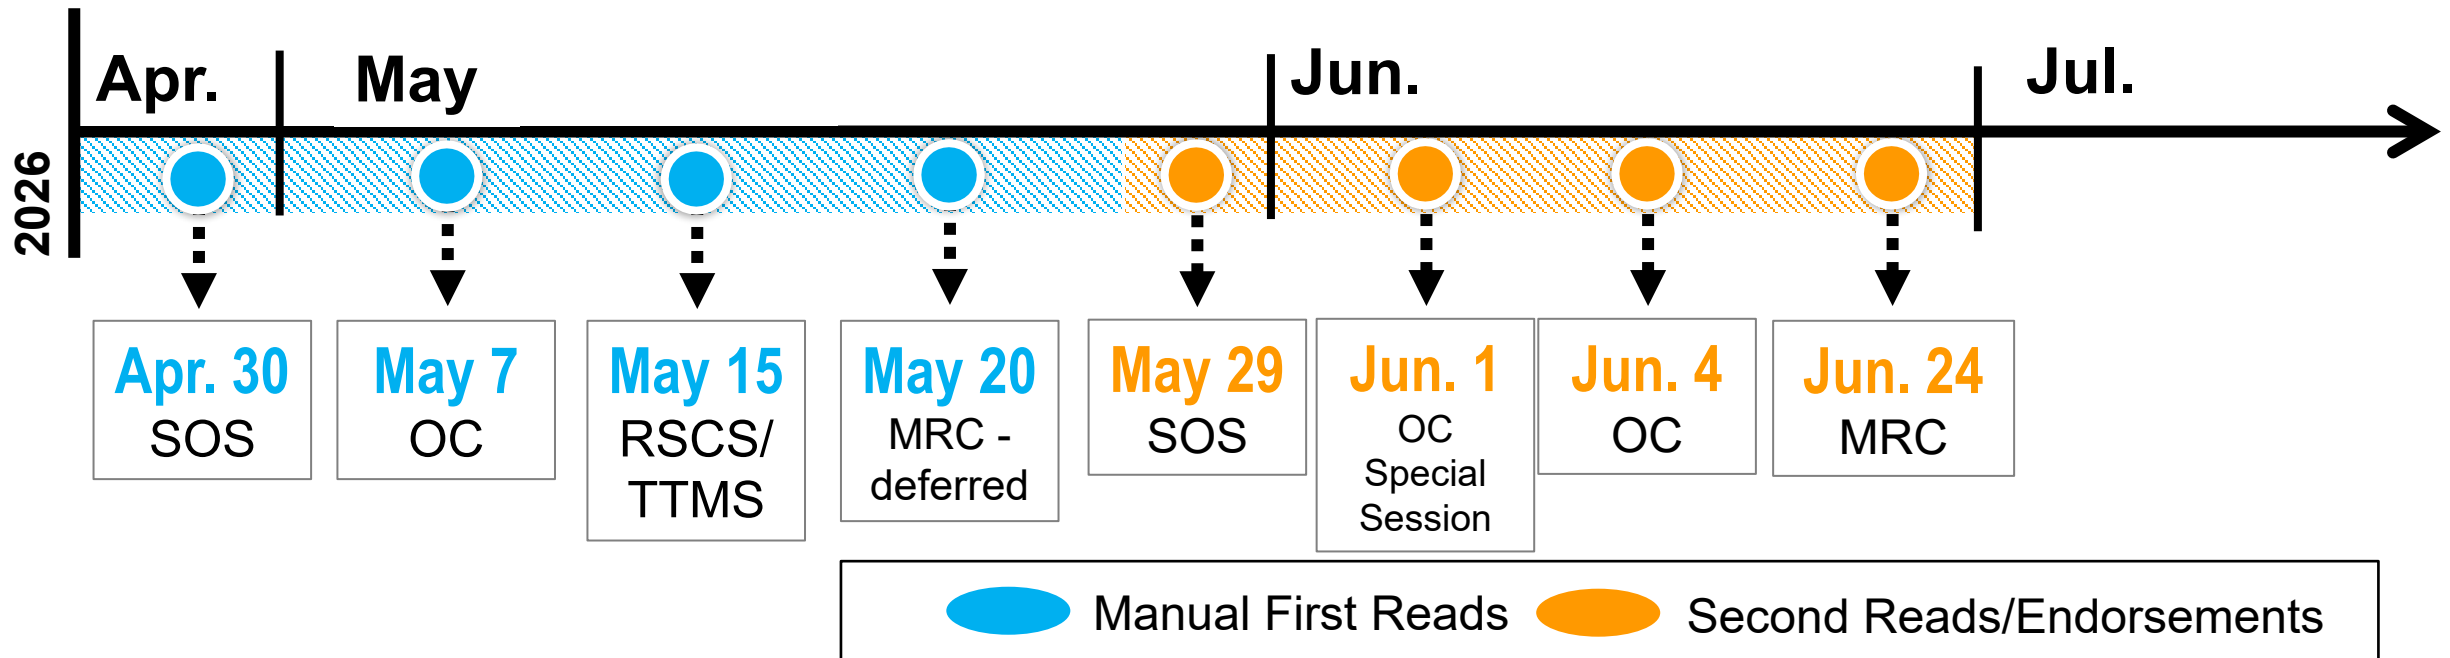 Apr.
May
Jun.
Jul.
2026
Apr. 30
SOS
May 7
OC
May 15
RSCS/
TTMS
May 20
MRC -
deferred
May 29
SOS
Jun. 1
OC
Special
Session
Jun. 4
OC
Jun. 24
MRC
Manual First Reads
Second Reads/Endorsements